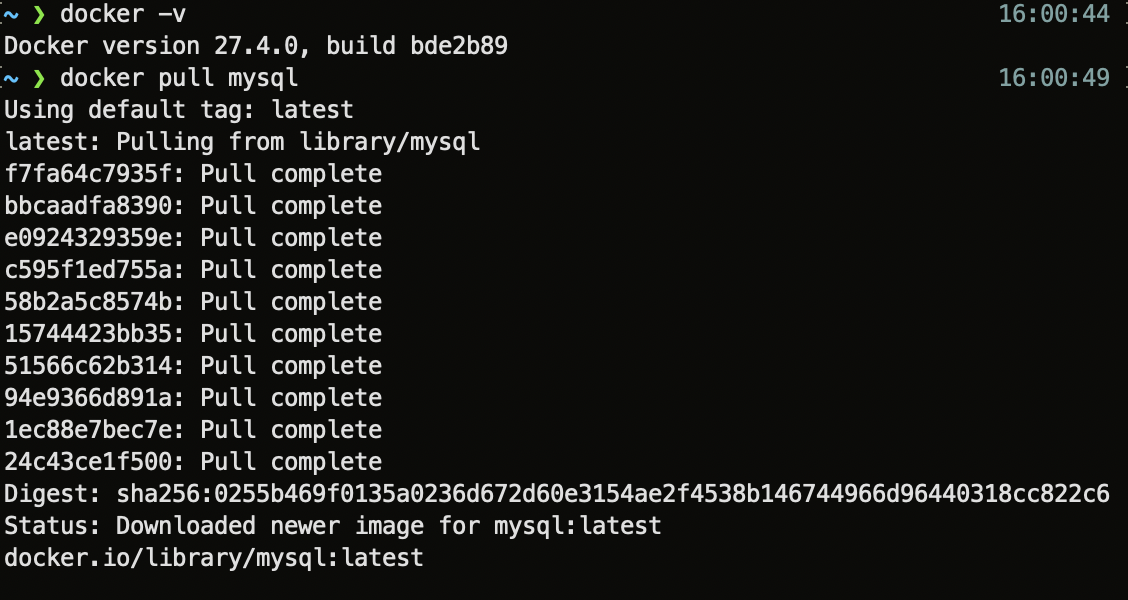 ~ ❯ docker -v 16:00:44
Docker version 27.4.0, build bde2b89
~ ❯ docker pull mysql 16:00:49
Using default tag: latest
latest: Pulling from library/mysql
f7fa64c7935f: Pull complete
bbcaadfa8390: Pull complete
e0924329359e: Pull complete
c595f1ed755a: Pull complete
58b2a5c8574b: Pull complete
15744423bb35: Pull complete
51566c62b314: Pull complete
94e9366d891a: Pull complete
1ec88e7bec7e: Pull complete
24c43ce1f500: Pull complete
Digest: sha256:0255b469f0135a0236d672d60e3154ae2f4538b146744966d96440318cc822c6
Status: Downloaded newer image for mysql:latest
docker.io/library/mysql:latest